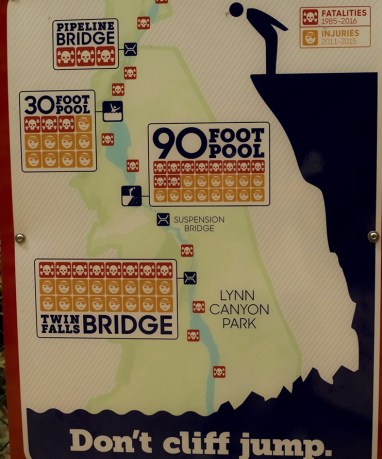 PIPELINE
BRIDGE
FATALITIES
1985-2016
INJURIES
2011-2015
30 FOOT
POOL
90 FOOT
POOL
SUSPENSION
BRIDGE
LYNN
CANYON
PARK
TWIN
FALLS BRIDGE
Don't cliff jump.